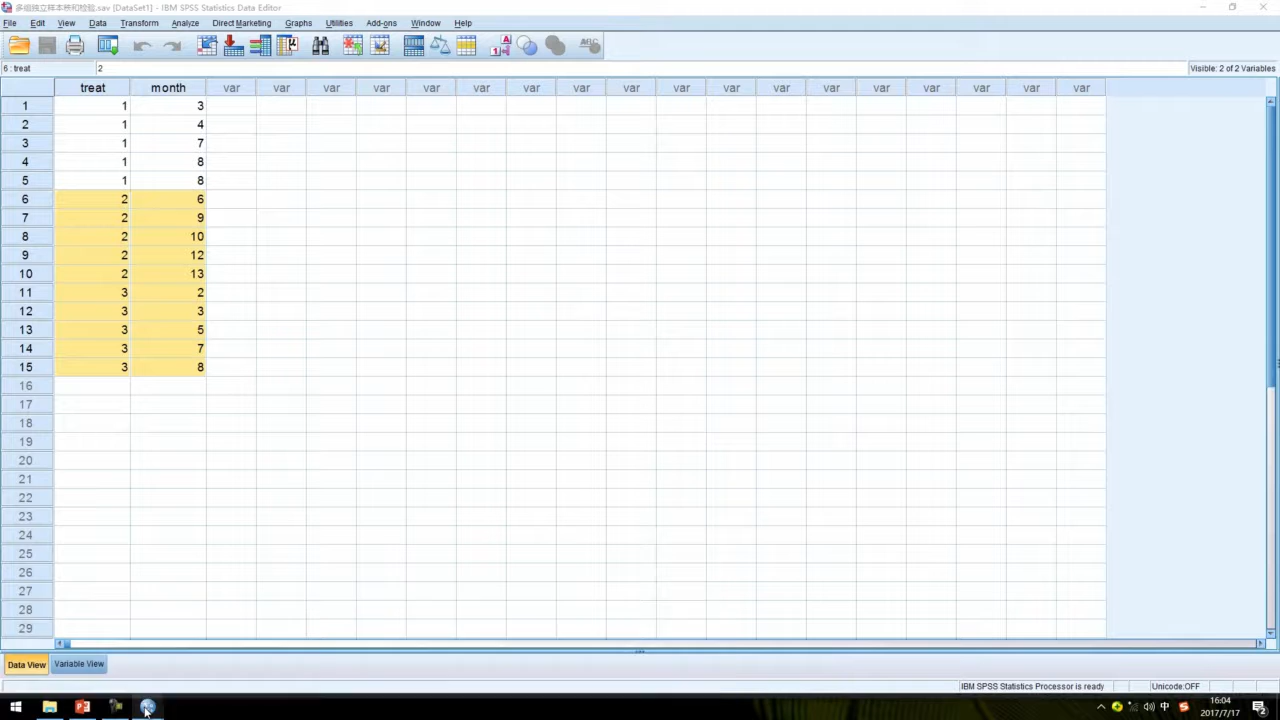 多组独立样本秩和检验.sav [DataSet1] - IBM SPSS Statistics Data Editor
File Edit View Data Transform Analyze Direct Marketing Graphs Utilities Add-ons Window Help
6 : treat 2 Visible: 2 of 2 Variables
treat month var var var var var var var var var var var var var var var var var var
1 1 3
2 1 4
3 1 7
4 1 8
5 1 8
6 2 6
7 2 9
8 2 10
9 2 12
10 2 13
11 3 2
12 3 3
13 3 5
14 3 7
15 3 8
16
17
18
19
20
21
22
23
24
25
26
27
28
29
Data View Variable View
IBM SPSS Statistics Processor is ready Unicode:OFF
中 16:04
2017/7/17